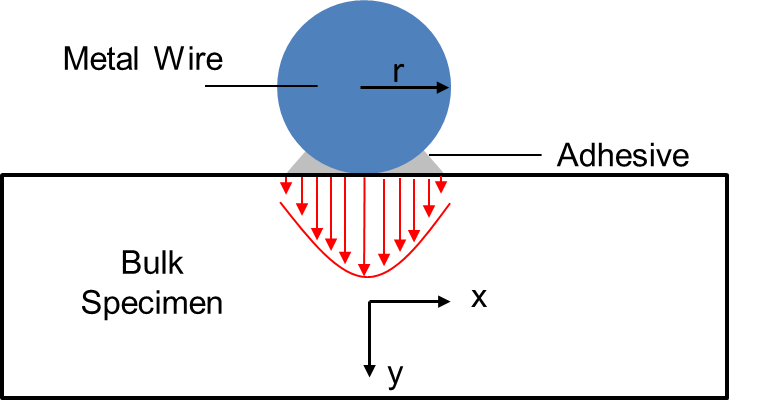 Metal Wire
r
Adhesive
Bulk
Specimen
x
y